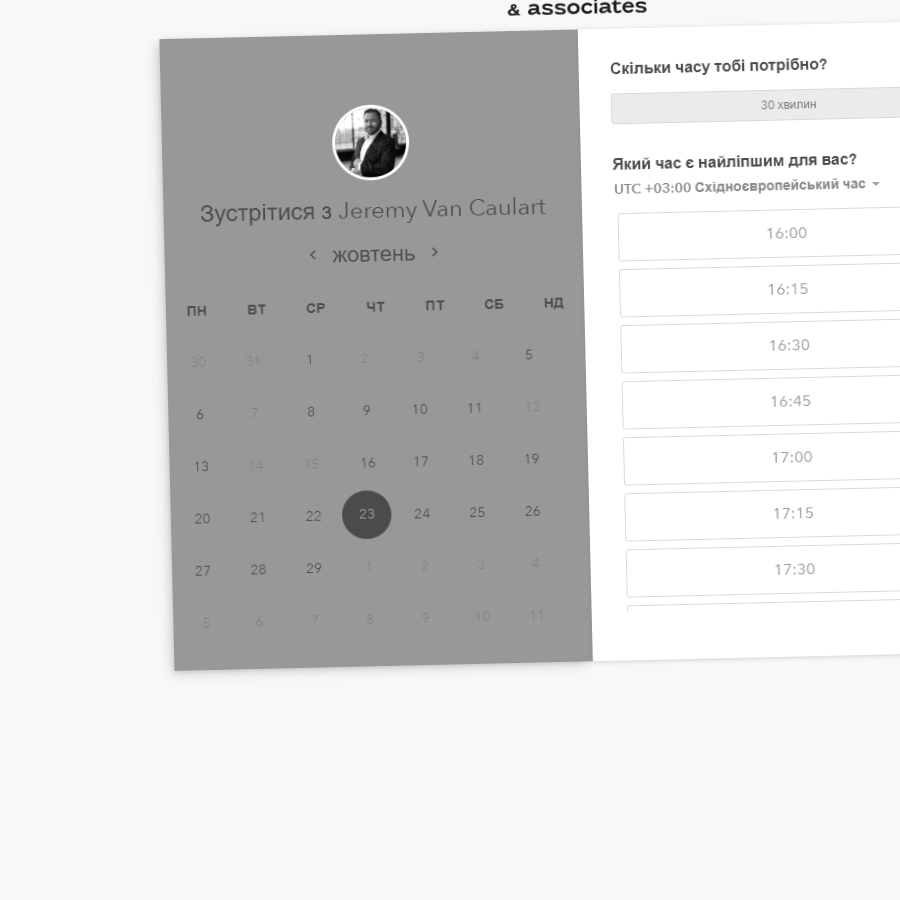 & associates
Зустрітися з Jeremy Van Caulart
жовтень
ПН ВТ СР ЧТ ПТ СБ НД
30 31 1 2 3 4 5
6 7 8 9 10 11 12
13 14 15 16 17 18 19
20 21 22 23 24 25 26
27 28 29 1 2 3 4
5 6 7 8 9 10 11
Скільки часу тобі потрібно?
30 хвилин
Який час є найліпшим для вас?
UTC +03:00 Східноєвропейський час
16:00
16:15
16:30
16:45
17:00
17:15
17:30